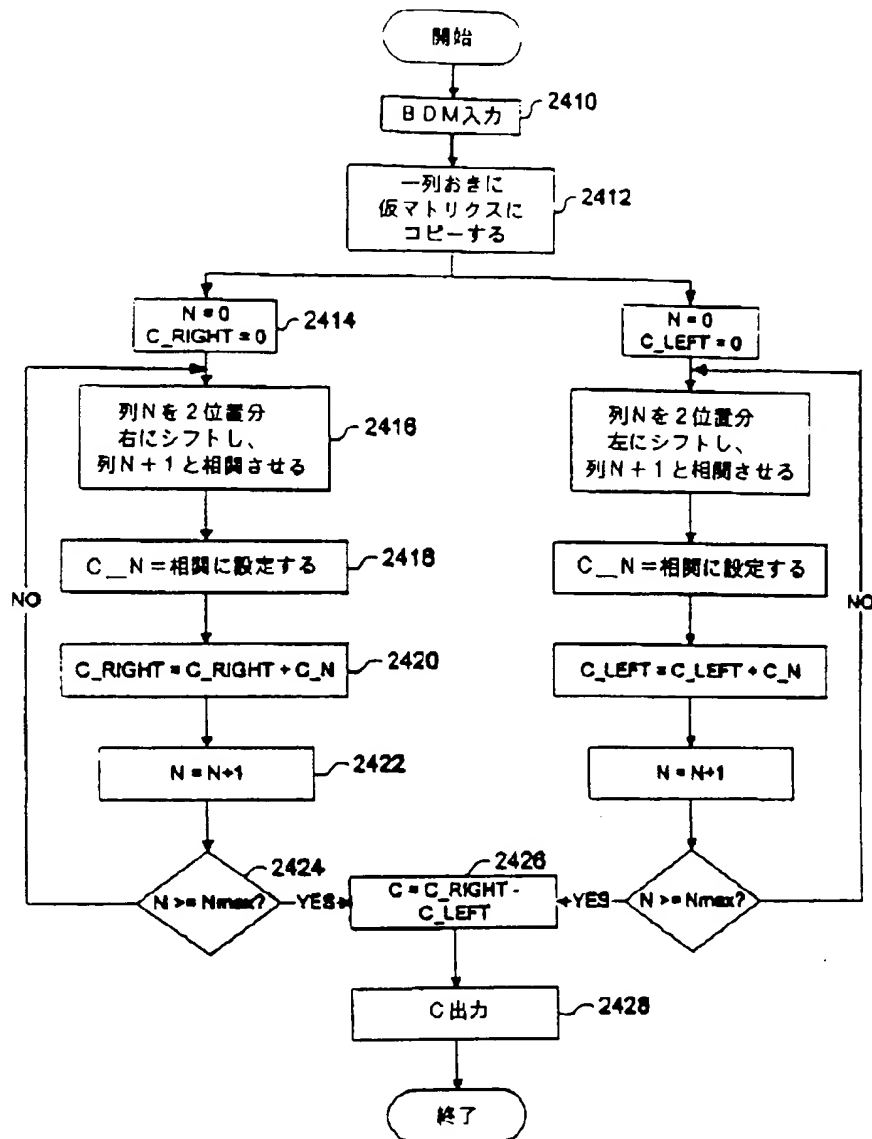 開始
BDM入力
2410
一列おきに
仮マトリクスに
コピーする
2412
N = 0
C_RIGHT = 0
2414
N = 0
C_LEFT = 0
列Nを2位置分
右にシフトし、
列N+1と相関させる
2416
列Nを2位置分
左にシフトし、
列N+1と相関させる
C__N=相関に設定する
2418
C__N=相関に設定する
NO
NO
C_RIGHT = C_RIGHT + C_N
2420
C_LEFT = C_LEFT + C_N
N = N+1
2422
N = N+1
N >= Nmax?
2424
YES
C = C_RIGHT -
C_LEFT
2426
YES
N >= Nmax?
C出力
2428
終了